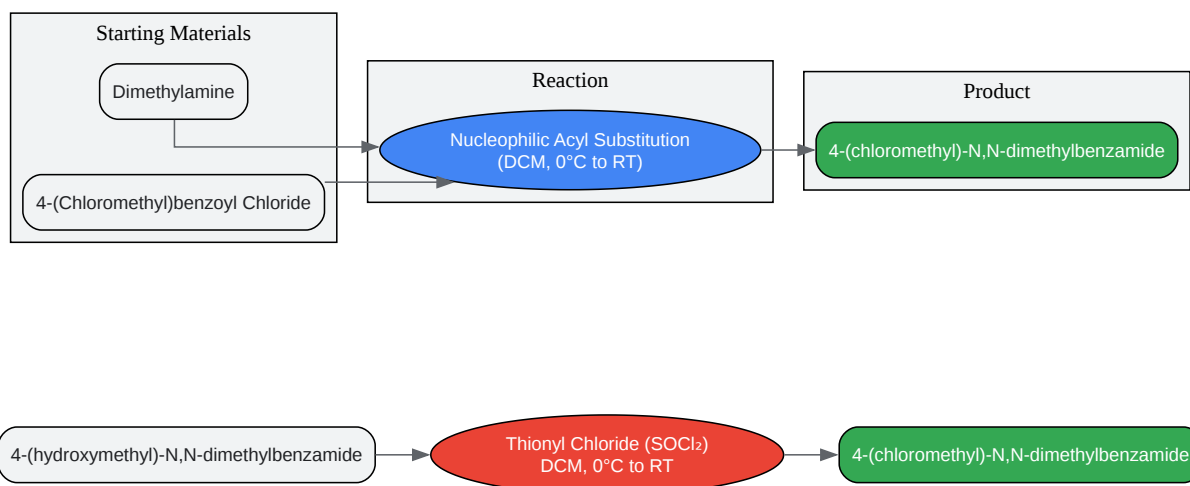 Starting Materials
Dimethylamine
4-(Chloromethyl)benzoyl Chloride
Reaction
Nucleophilic Acyl Substitution
(DCM, 0°C to RT)
Product
4-(chloromethyl)-N,N-dimethylbenzamide
4-(hydroxymethyl)-N,N-dimethylbenzamide
Thionyl Chloride (SOCl₂)
DCM, 0°C to RT
4-(chloromethyl)-N,N-dimethylbenzamide